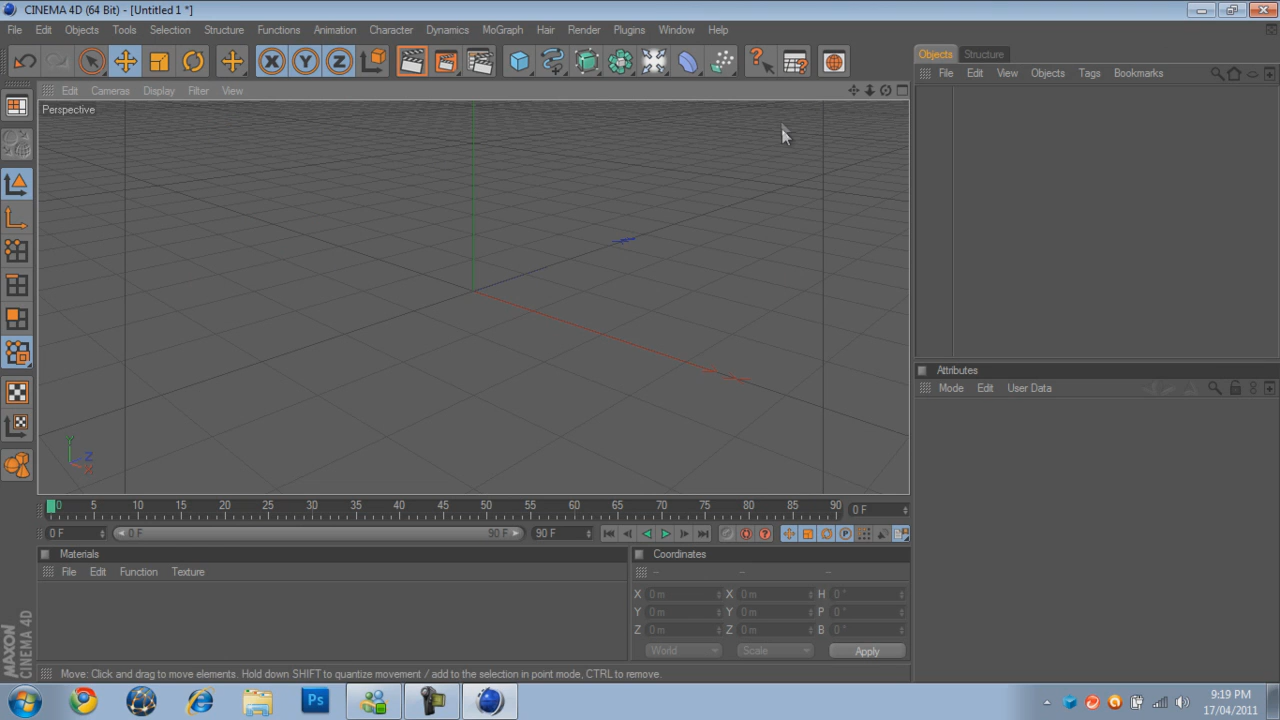 CINEMA 4D (64 Bit) - [Untitled 1 *]
File Edit Objects Tools Selection Structure Functions Animation Character Dynamics MoGraph Hair Render Plugins Window Help
X Y Z
Objects Structure
File Edit View Objects Tags Bookmarks
Edit Cameras Display Filter View
Perspective
Y
Z
X
Attributes
Mode Edit User Data
0 5 10 15 20 25 30 35 40 45 50 55 60 65 70 75 80 85 90 0 F
0 F 0 F 90 F 90 F P
Materials
File Edit Function Texture
Coordinates
– – –
X 0 m X 0 m H 0 °
Y 0 m Y 0 m P 0 °
Z 0 m Z 0 m B 0 °
World Scale Apply
MAXON
CINEMA 4D
Move: Click and drag to move elements. Hold down SHIFT to quantize movement / add to the selection in point mode, CTRL to remove.
Ps
9:19 PM
17/04/2011